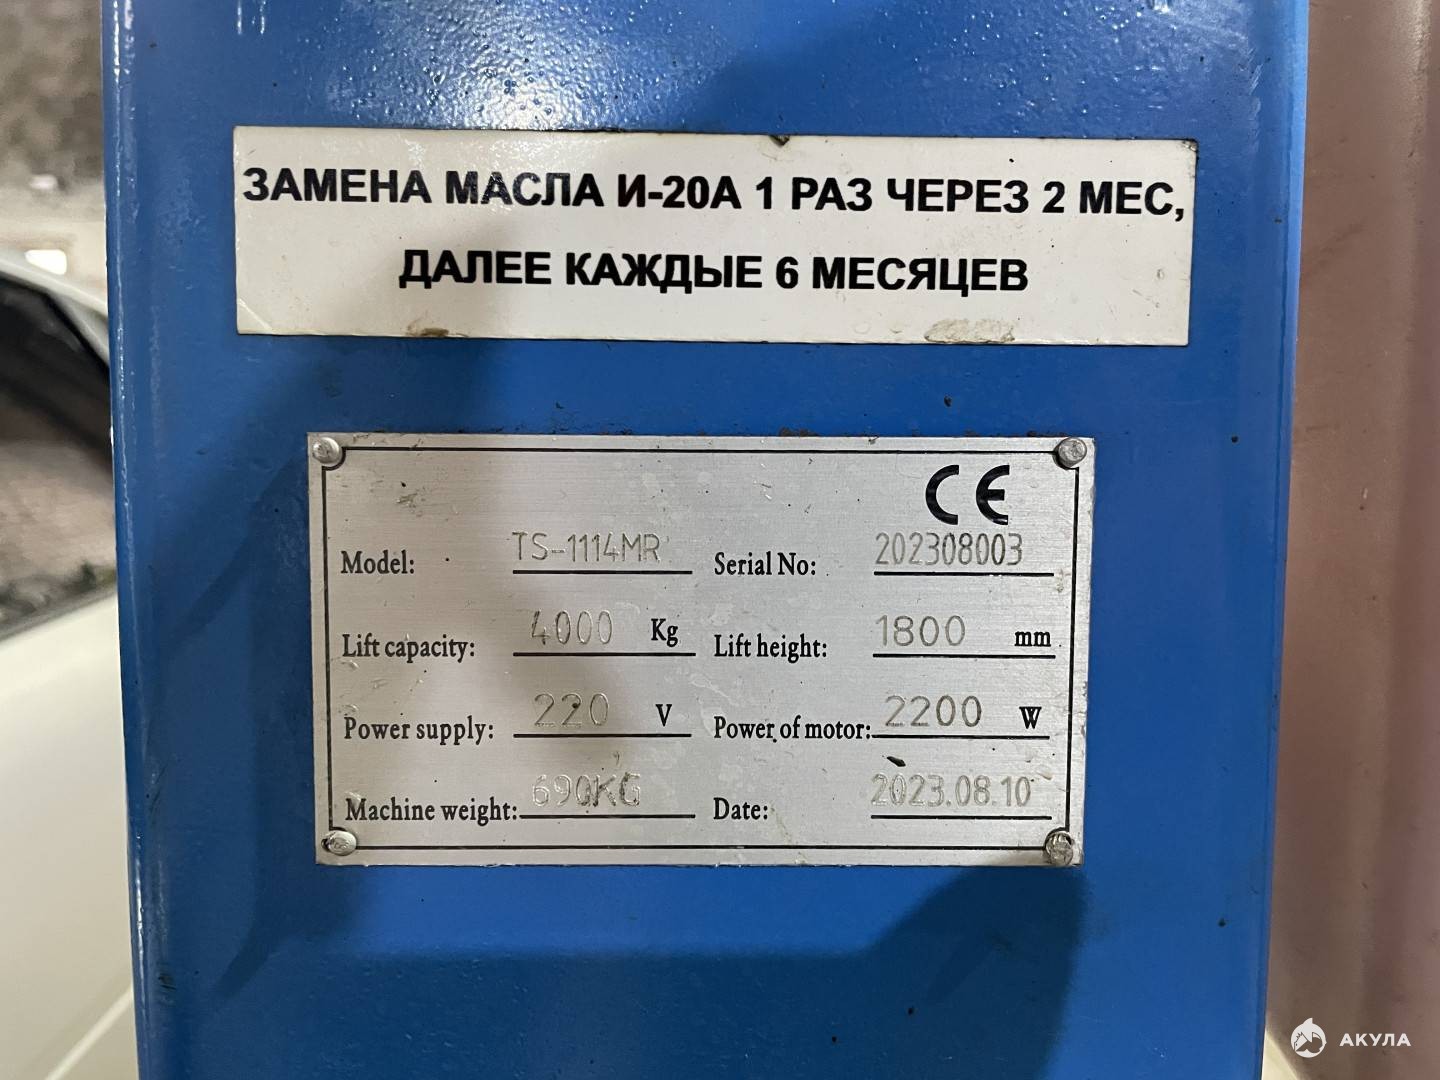 ЗАМЕНА МАСЛА И-20А 1 РАЗ ЧЕРЕЗ 2 МЕС,
ДАЛЕЕ КАЖДЫЕ 6 МЕСЯЦЕВ
CE
Model: TS-1114MR Serial No: 202308003
Lift capacity: 4000 Kg Lift height: 1800 mm
Power supply: 220 V Power of motor: 2200 W
Machine weight: 690KG Date: 2023.08.10
АКУЛА